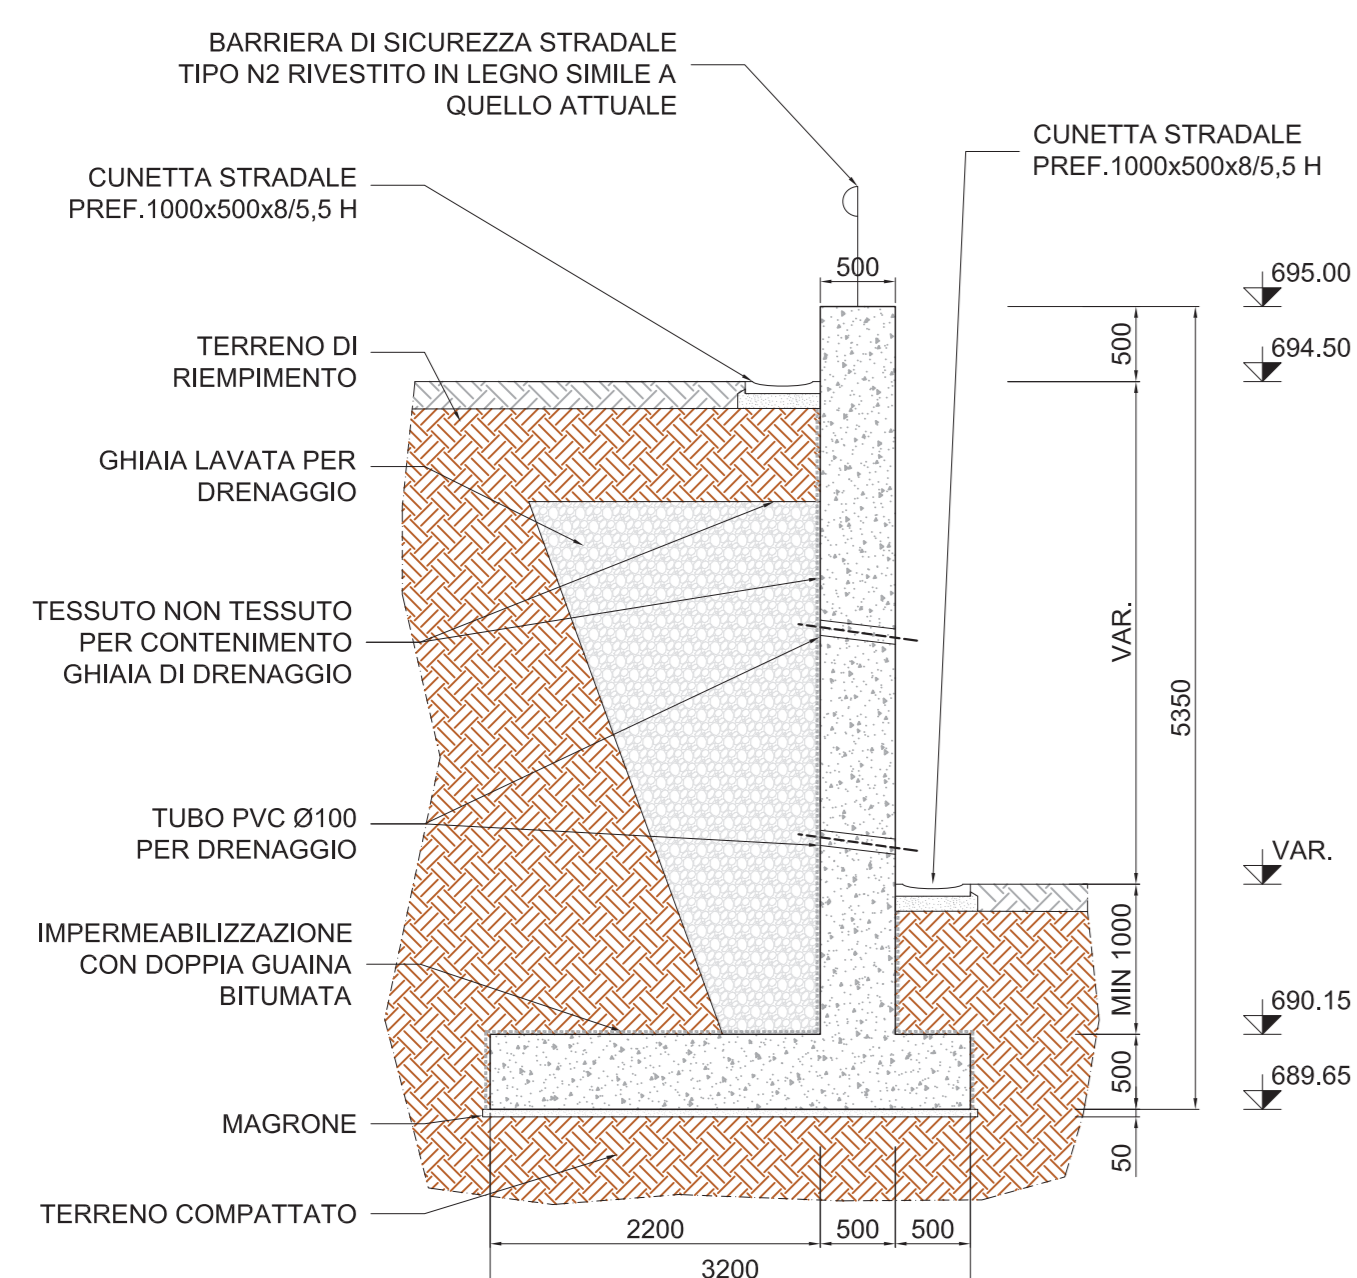 BARRIERA DI SICUREZZA STRADALE
TIPO N2 RIVESTITO IN LEGNO SIMILE A
QUELLO ATTUALE
CUNETTA STRADALE
PREF.1000x500x8/5,5 H
CUNETTA STRADALE
PREF.1000x500x8/5,5 H
500
695.00
500
694.50
TERRENO DI
RIEMPIMENTO
GHIAIA LAVATA PER
DRENAGGIO
TESSUTO NON TESSUTO
PER CONTENIMENTO
GHIAIA DI DRENAGGIO
VAR.
5350
TUBO PVC Ø100
PER DRENAGGIO
VAR.
IMPERMEABILIZZAZIONE
CON DOPPIA GUAINA
BITUMATA
MIN 1000
690.15
500
689.65
MAGRONE
50
TERRENO COMPATTATO
2200
500
500
3200